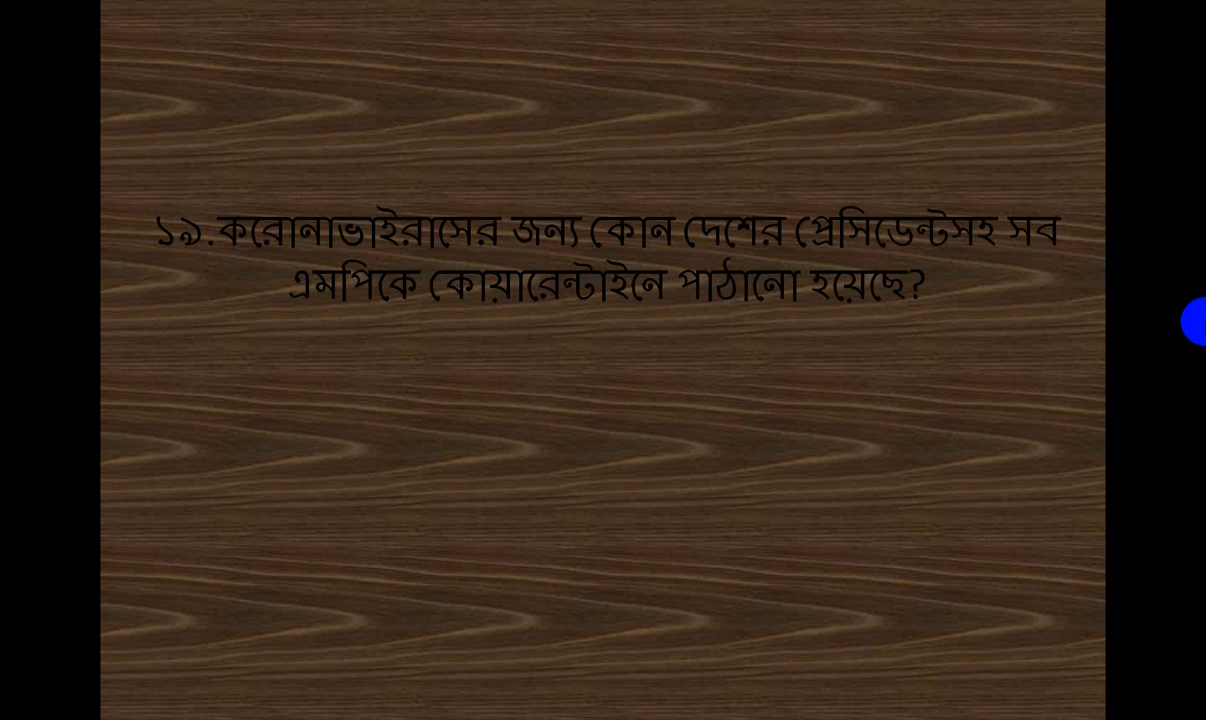 ১৯.করোনাভাইরাসের জন্য কোন দেশের প্রেসিডেন্টসহ সব
এমপিকে কোয়ারেন্টাইনে পাঠানো হয়েছে?